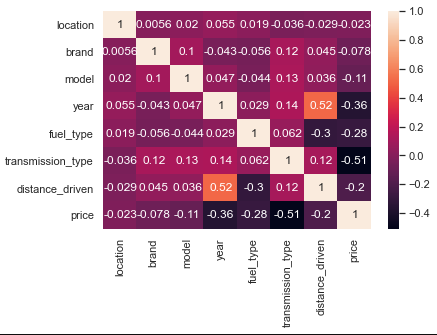 location 1 0.0056 0.02 0.055 0.019 -0.036 -0.029 -0.023
brand 0.0056 1 0.1 -0.043 -0.056 0.12 0.045 -0.078
model 0.02 0.1 1 0.047 -0.044 0.13 0.036 -0.11
year 0.055 -0.043 0.047 1 0.029 0.14 0.52 -0.36
fuel_type 0.019 -0.056 -0.044 0.029 1 0.062 -0.3 -0.28
transmission_type -0.036 0.12 0.13 0.14 0.062 1 0.12 -0.51
distance_driven -0.029 0.045 0.036 0.52 -0.3 0.12 1 -0.2
price -0.023 -0.078 -0.11 -0.36 -0.28 -0.51 -0.2 1
location
brand
model
year
fuel_type
transmission_type
distance_driven
price
1.0
0.8
0.6
0.4
0.2
0.0
-0.2
-0.4